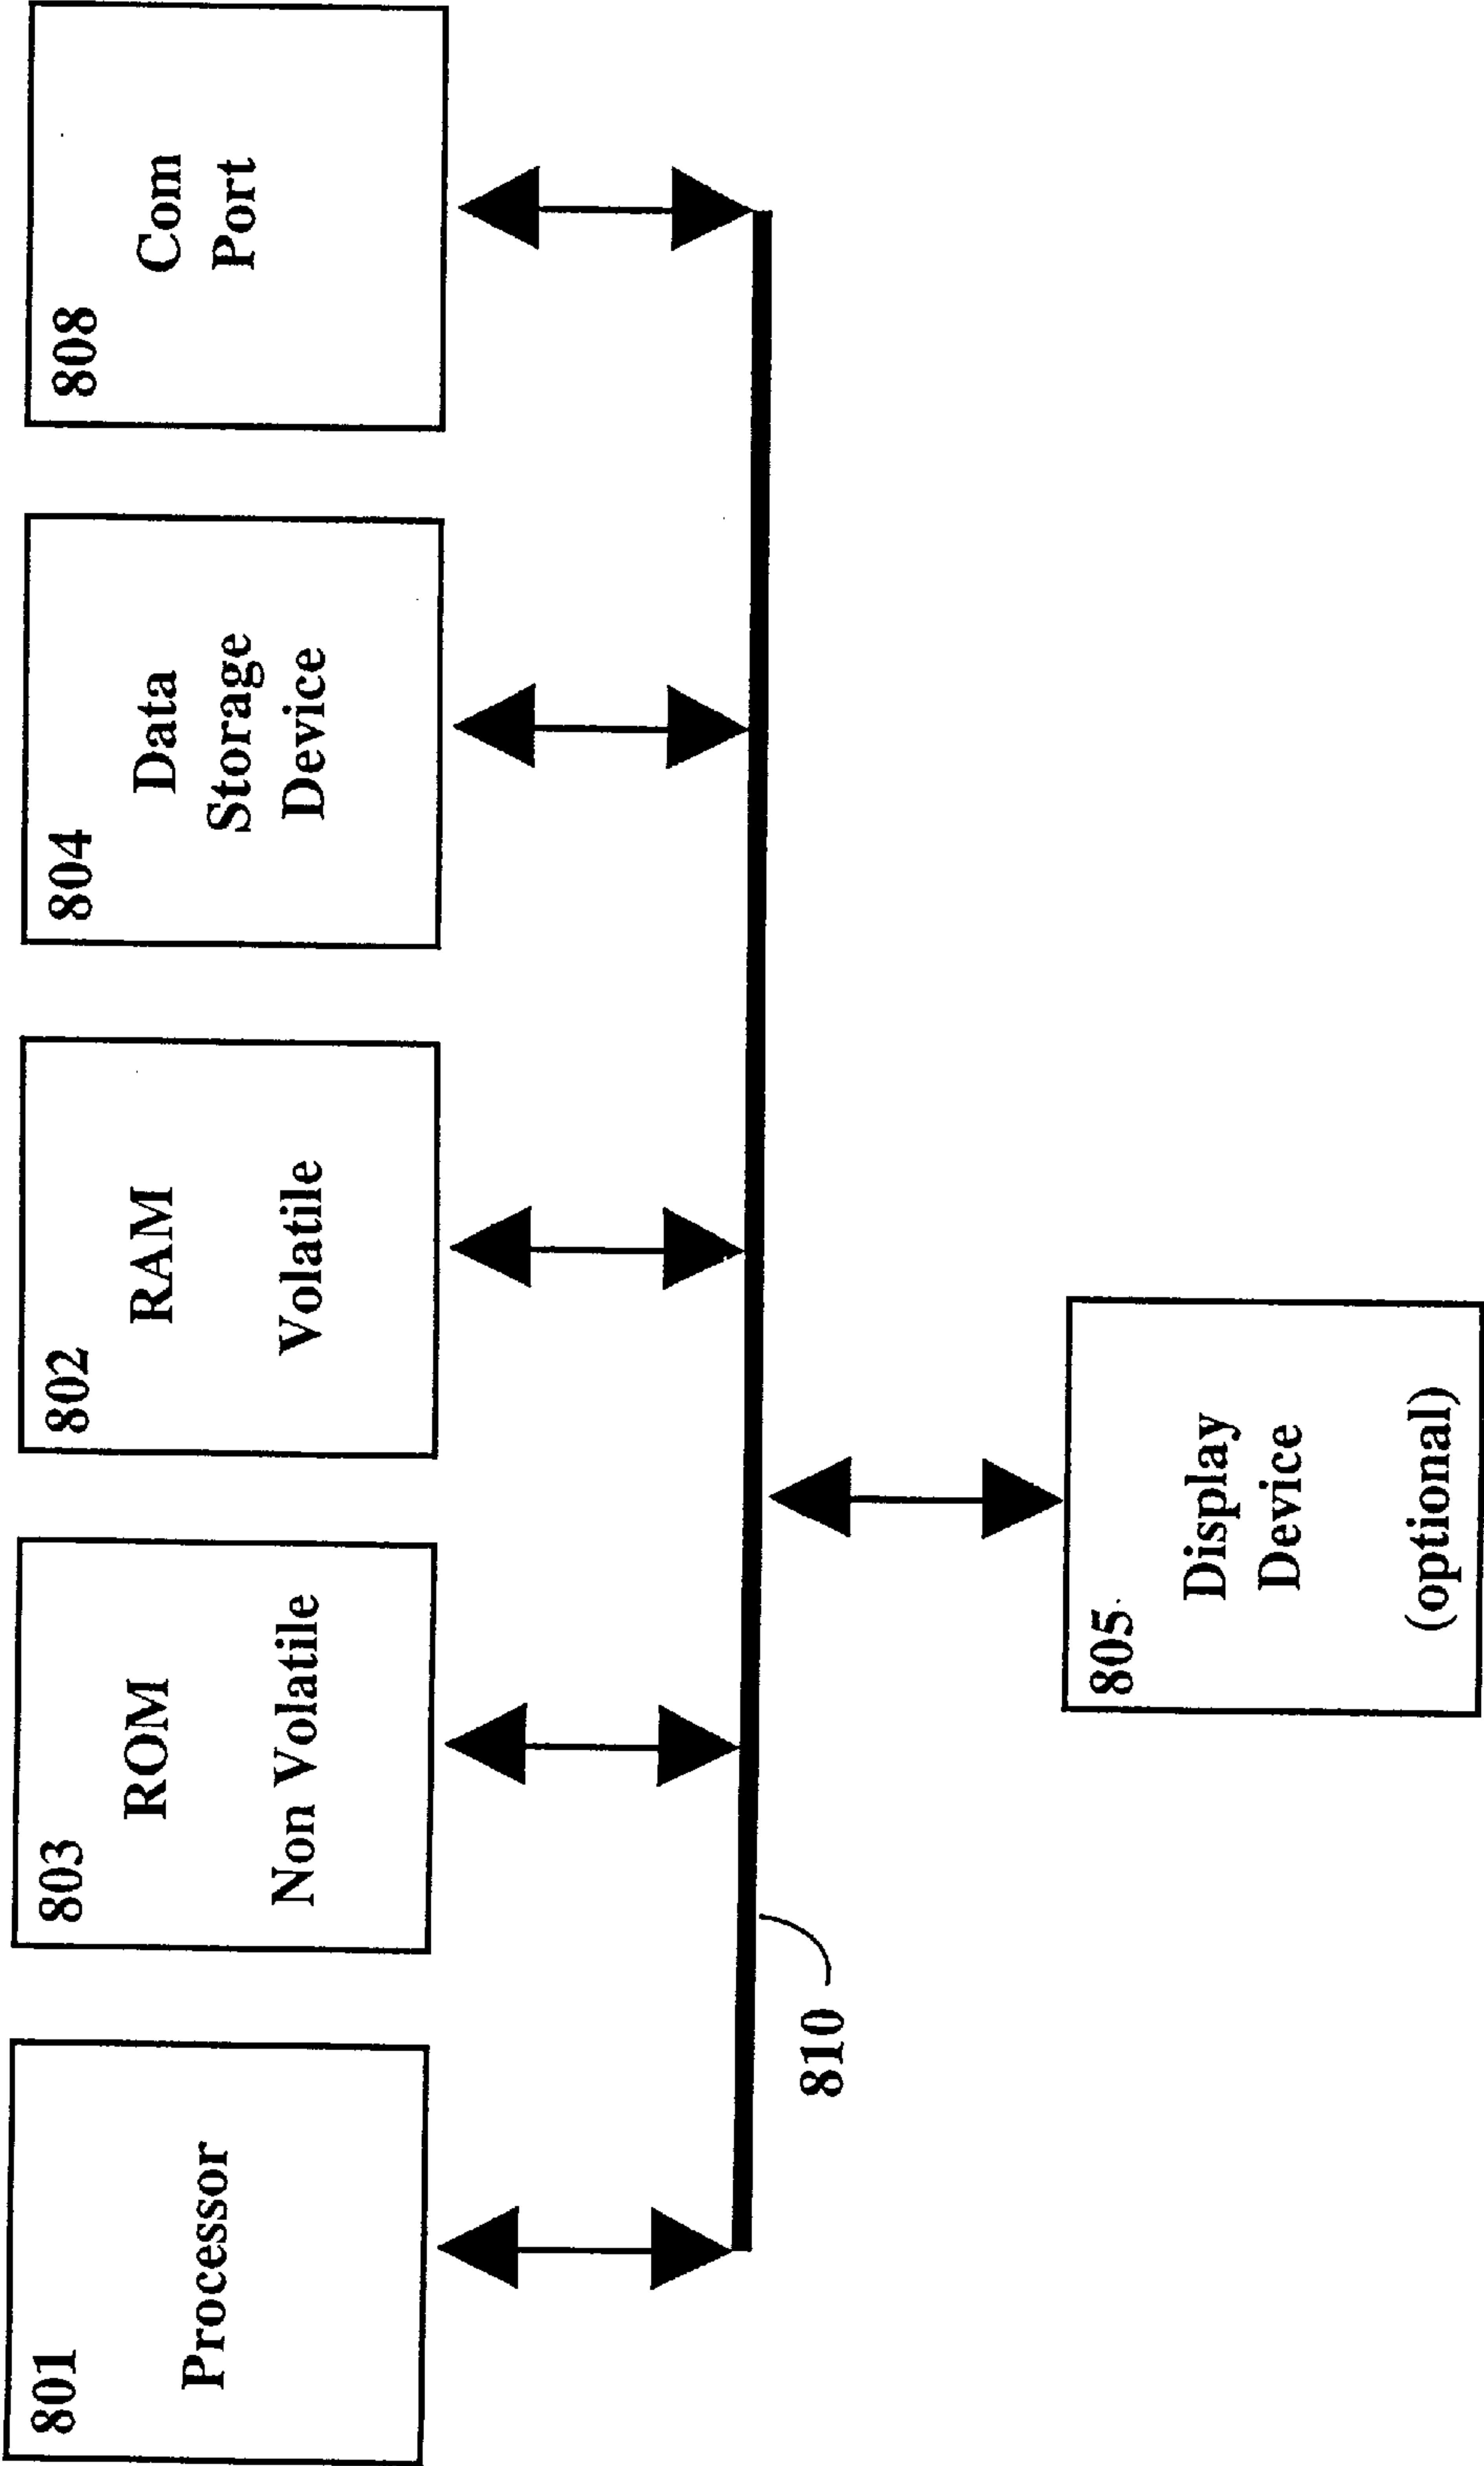 801
Processor
803
ROM
Non Volatile
802
RAM
Volatile
804
Data
Storage
Device
808
Com
Port
810
805
Display
Device
(optional)